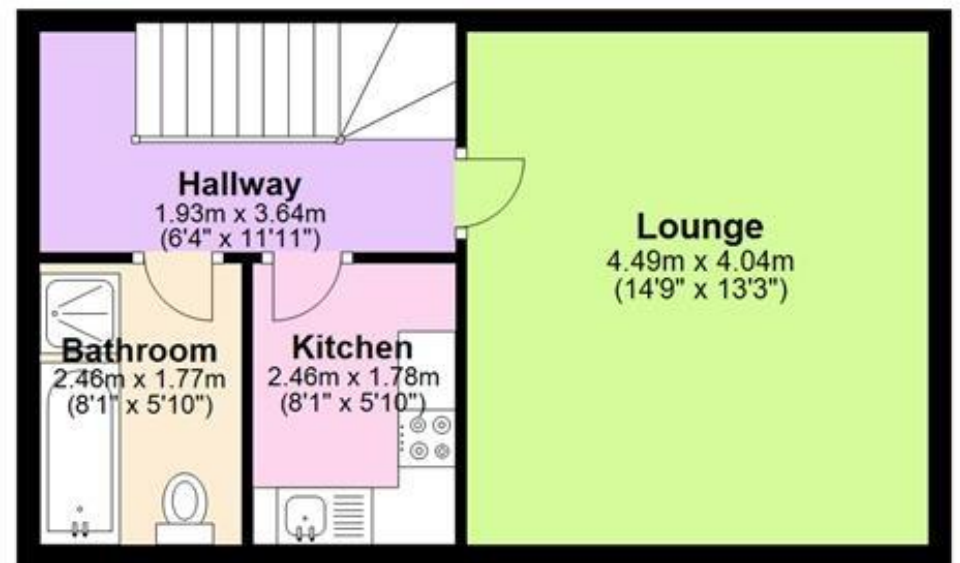 Hallway
1.93m x 3.64m
(6'4" x 11'11")
Lounge
4.49m x 4.04m
(14'9" x 13'3")
Bathroom
2.46m x 1.77m
(8'1" x 5'10")
Kitchen
2.46m x 1.78m
(8'1" x 5'10")